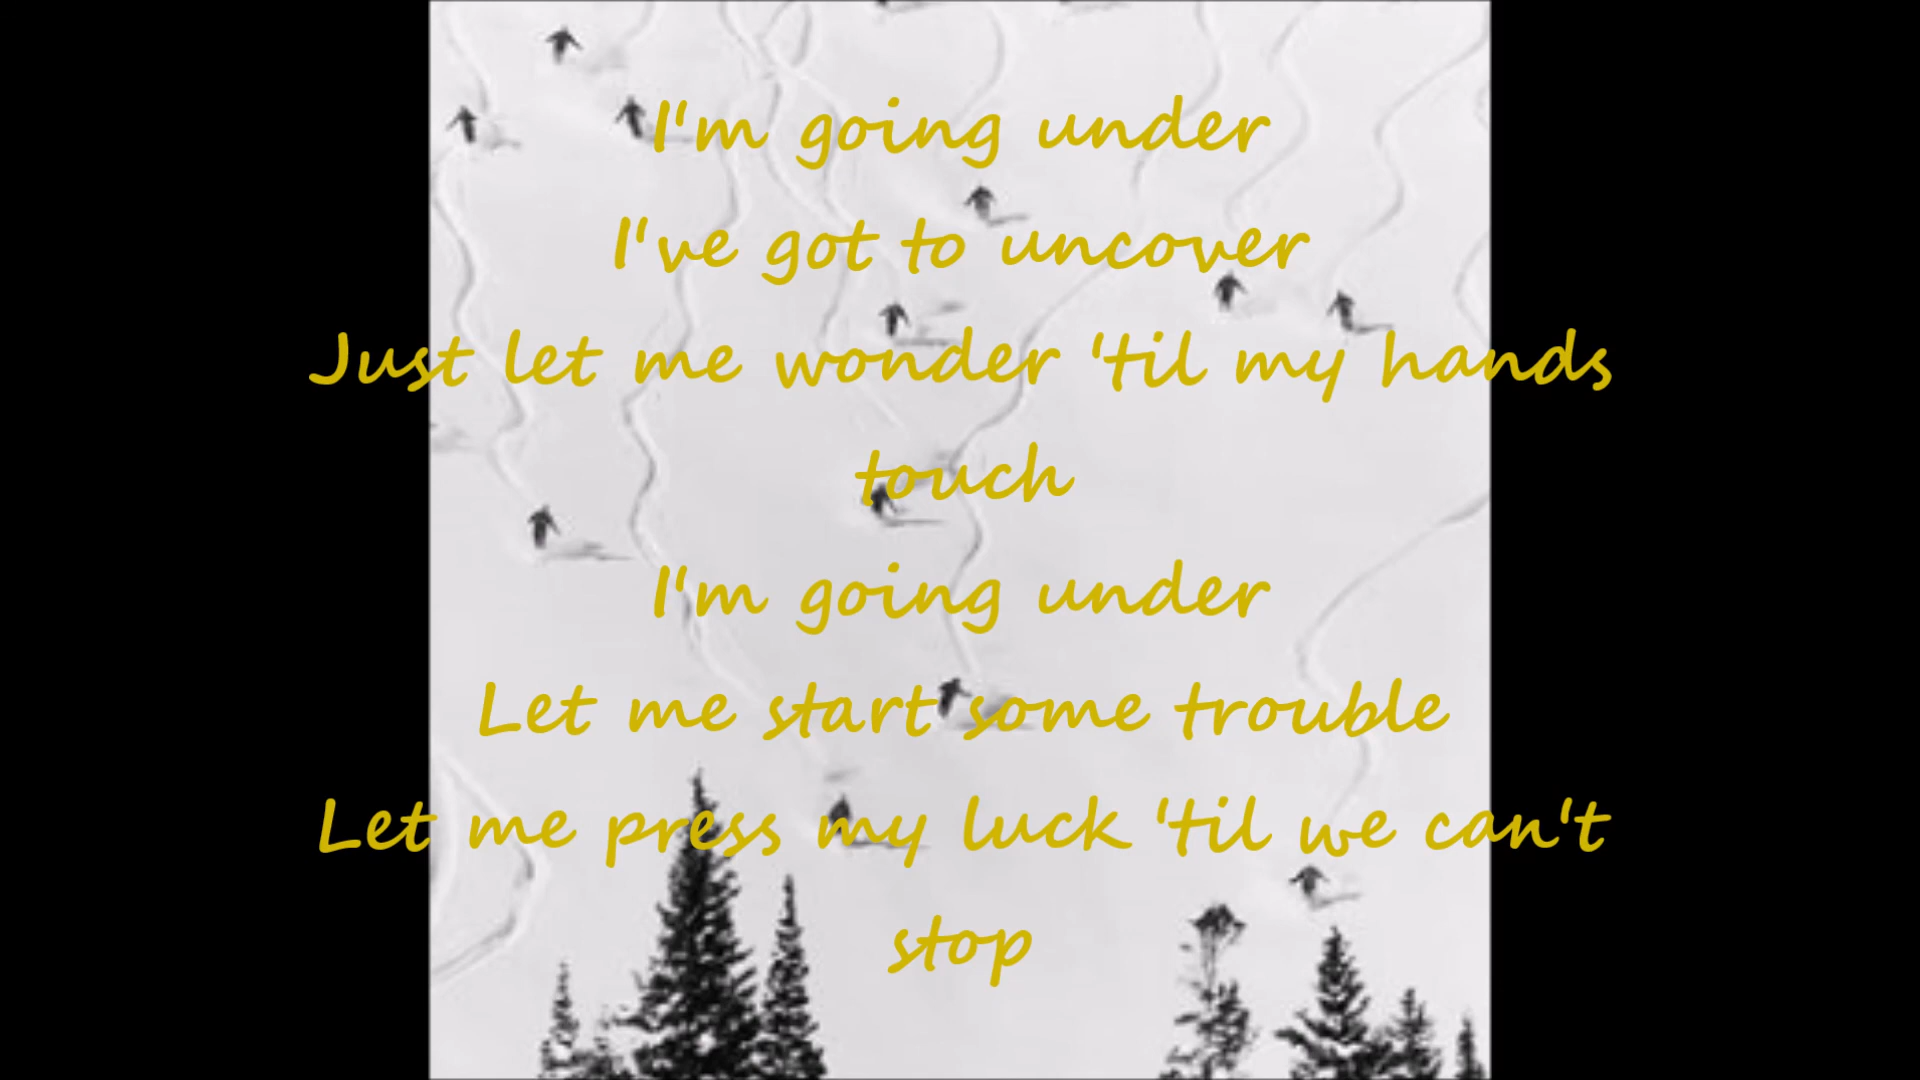 I'm going under
I've got to uncover
Just let me wonder 'til my hands
touch
I'm going under
Let me start some trouble
Let me press my luck 'til we can't
stop